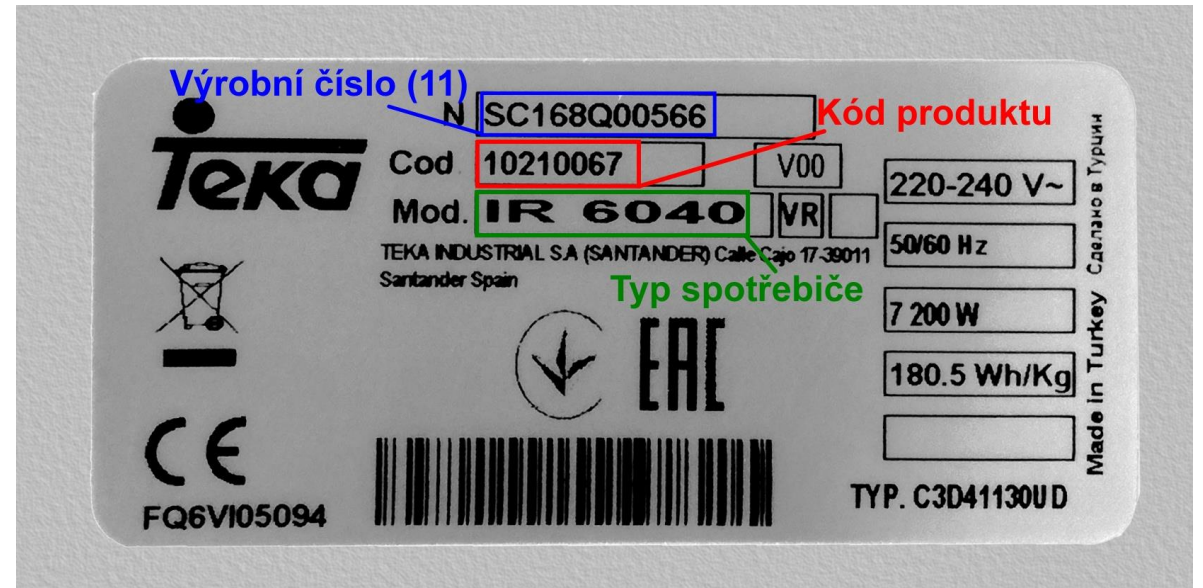 Výrobní číslo (11)
N SC168Q00566
Kód produktu
Teka
Cod 10210067 V00
Mod. IR 6040 VR
TEKA INDUSTRIAL S.A (SANTANDER) Calle Cajo 17-39011
Santander Spain
Typ spotřebiče
220-240 V~
50/60 Hz
7 200 W
180.5 Wh/Kg
Made in Turkey Сделано в Турции
EAC
CE
FQ6VI05094
TYP. C3D41130UD